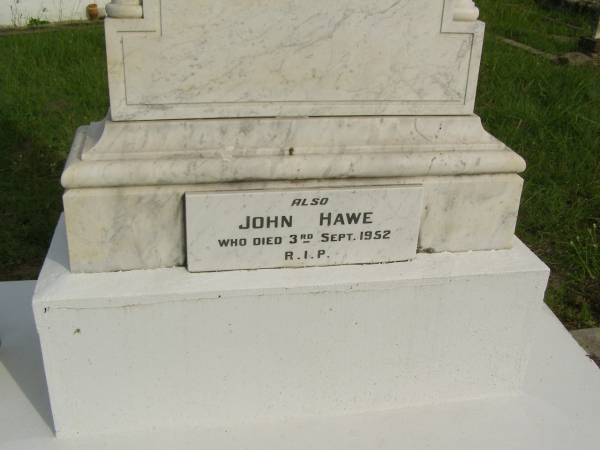 ALSO
JOHN HAWE
WHO DIED 3RD SEPT. 1952
R.I.P.